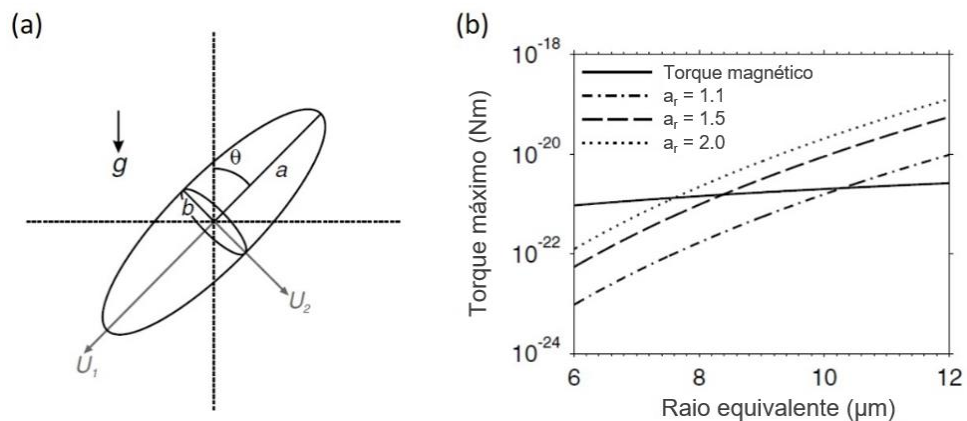 (a)
g
θ
a
b
U₁
U₂
(b)
Torque máximo (Nm)
10⁻¹⁸
10⁻²⁰
10⁻²²
10⁻²⁴
Torque magnético
aᵣ = 1.1
aᵣ = 1.5
aᵣ = 2.0
6 8 10 12
Raio equivalente (µm)